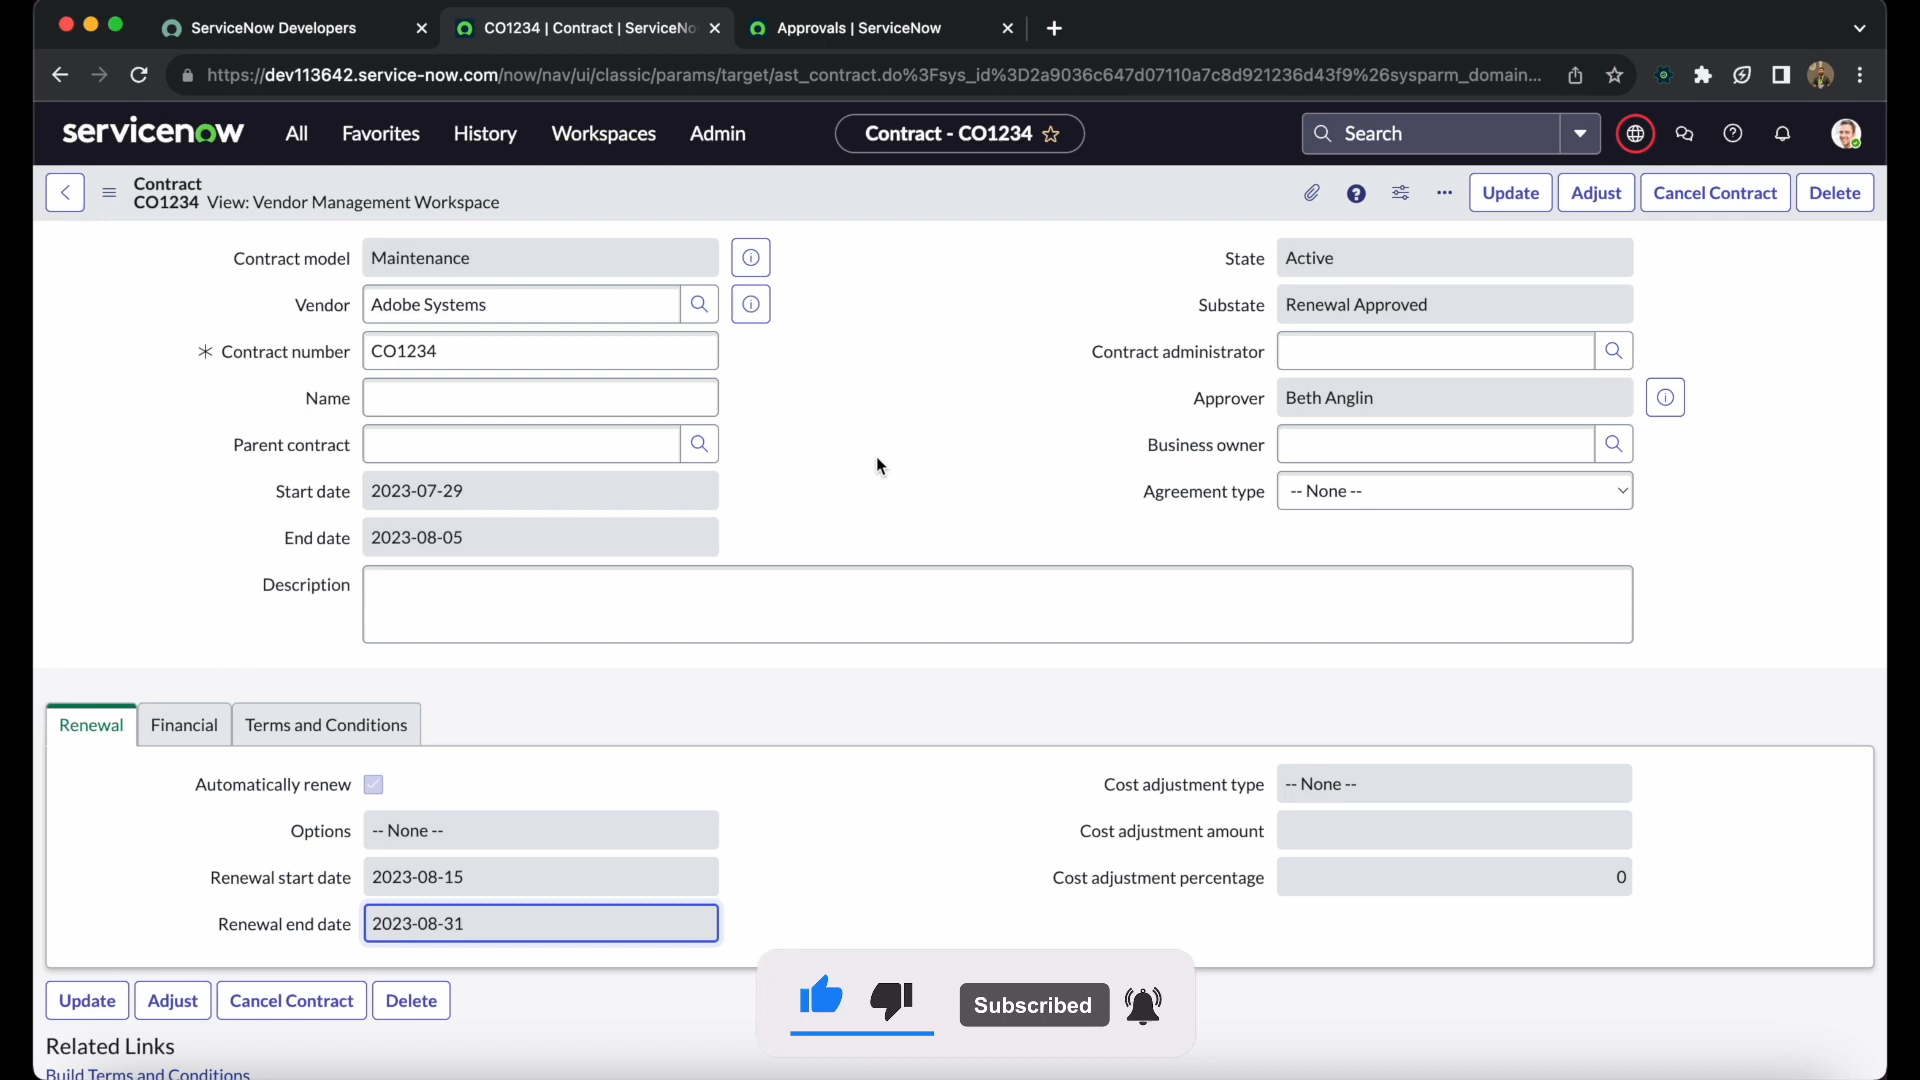 ServiceNow Developers
CO1234 | Contract | ServiceNo
Approvals | ServiceNow
https://dev113642.service-now.com/now/nav/ui/classic/params/target/ast_contract.do%3Fsys_id%3D2a9036c647d07110a7c8d921236d43f9%26sysparm_domain...
servicenow
All
Favorites
History
Workspaces
Admin
Contract - CO1234
Search
Contract
CO1234 View: Vendor Management Workspace
Update
Adjust
Cancel Contract
Delete
Contract model
Maintenance
State
Active
Vendor
Adobe Systems
Substate
Renewal Approved
Contract number
CO1234
Contract administrator
Name
Approver
Beth Anglin
Parent contract
Business owner
Start date
2023-07-29
Agreement type
-- None --
End date
2023-08-05
Description
Renewal
Financial
Terms and Conditions
Automatically renew
Cost adjustment type
-- None --
Options
-- None --
Cost adjustment amount
Renewal start date
2023-08-15
Cost adjustment percentage
0
Renewal end date
2023-08-31
Update
Adjust
Cancel Contract
Delete
Subscribed
Related Links
Build Terms and Conditions